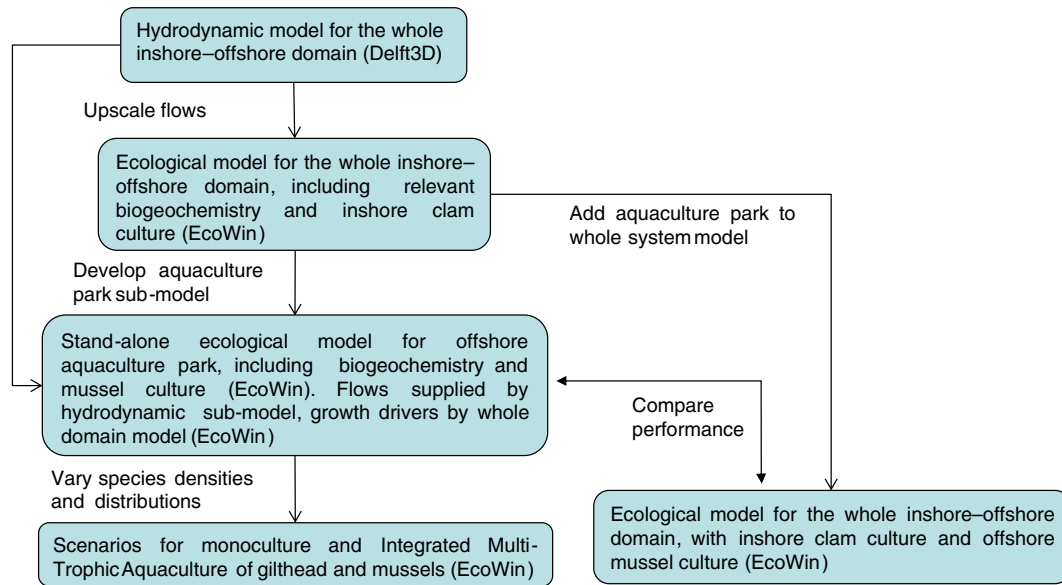 Hydrodynamic model for the whole
inshore–offshore domain (Delft3D)
Upscale flows
Ecological model for the whole inshore–
offshore domain, including relevant
biogeochemistry and inshore clam
culture (EcoWin)
Add aquaculture park to
whole system model
Develop aquaculture
park sub-model
Stand-alone ecological model for offshore
aquaculture park, including biogeochemistry and
mussel culture (EcoWin). Flows supplied by
hydrodynamic sub-model, growth drivers by whole
domain model (EcoWin)
Compare
performance
Vary species densities
and distributions
Scenarios for monoculture and Integrated Multi-
Trophic Aquaculture of gilthead and mussels (EcoWin)
Ecological model for the whole inshore–offshore
domain, with inshore clam culture and offshore
mussel culture (EcoWin)